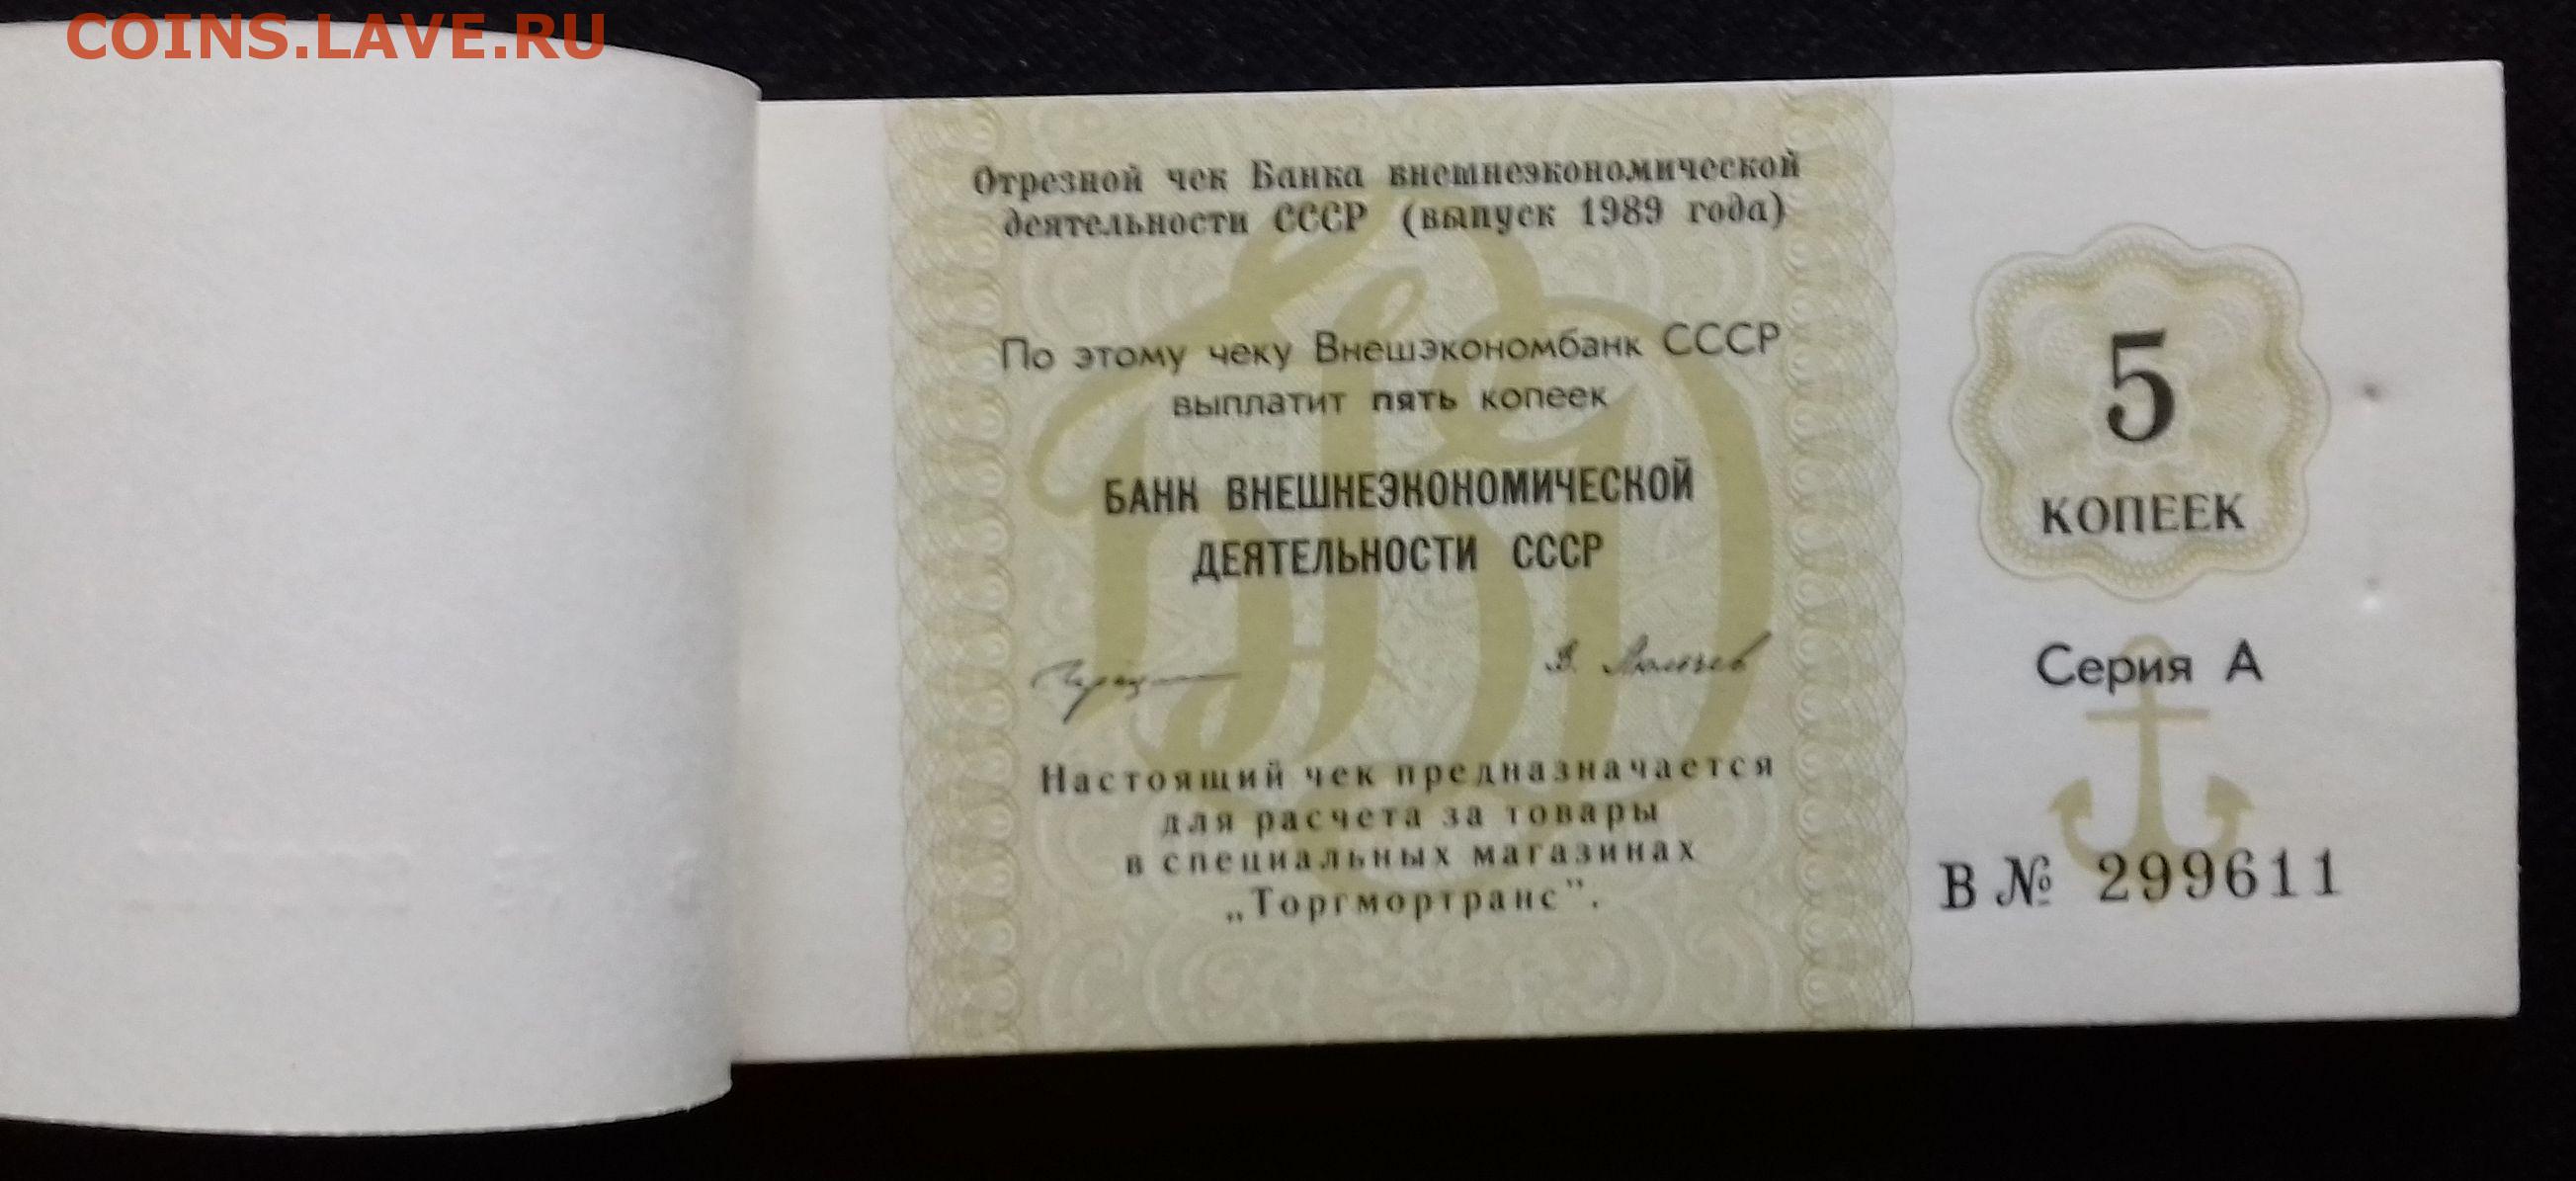 COINS.LAVE.RU
Отрезной чек Банка внешнеэкономической
деятельности СССР (выпуск 1989 года)
По этому чеку Внешэкономбанк СССР
выплатит пять копеек
БАНК ВНЕШНЕЭКОНОМИЧЕСКОЙ
ДЕЯТЕЛЬНОСТИ СССР
Настоящий чек предназначается
для расчета за товары
в специальных магазинах
„Торгмортранс".
5
КОПЕЕК
Серия А
В № 299611